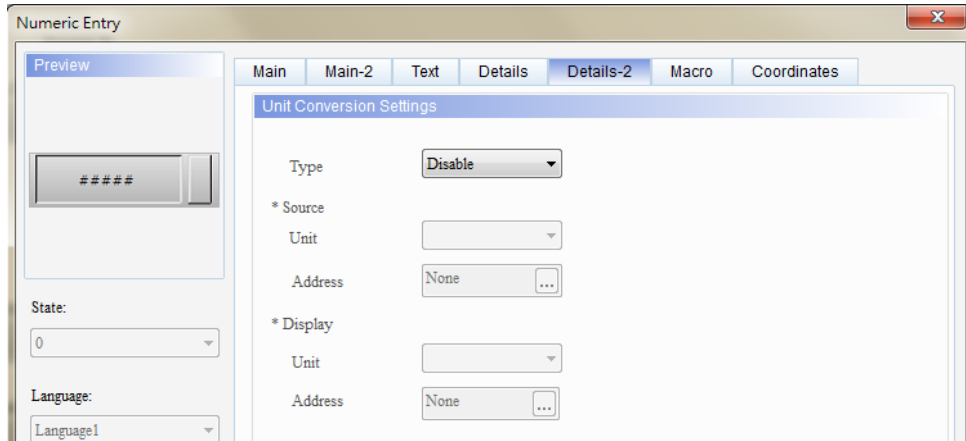 Numeric Entry
Preview
#####
State:
0
Language:
Language1
Main Main-2 Text Details Details-2 Macro Coordinates
Unit Conversion Settings
Type Disable
* Source
Unit
Address None ...
* Display
Unit
Address None ...